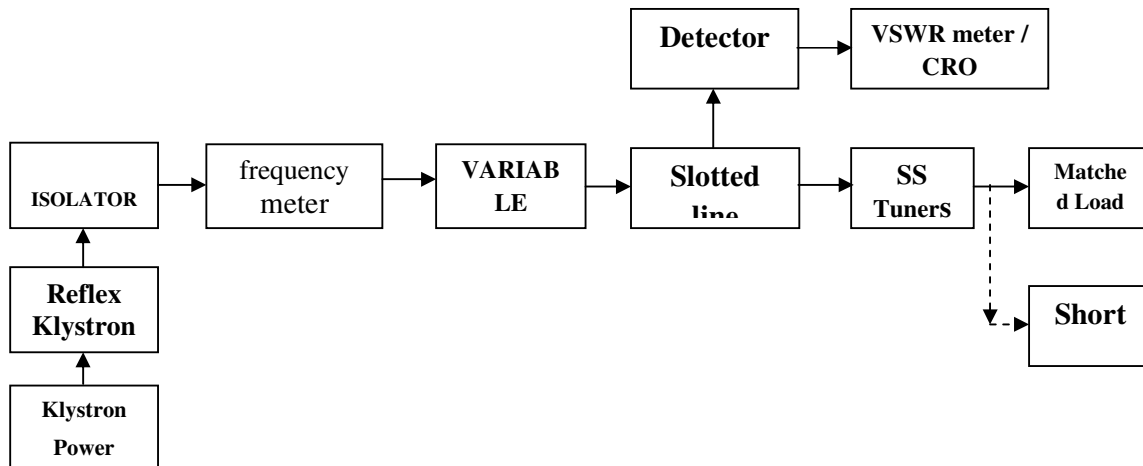 Detector
VSWR meter /
CRO
ISOLATOR
frequency
meter
VARIAB
LE
Slotted
line
SS
Tuners
Matche
d Load
Reflex
Klystron
Short
Klystron
Power